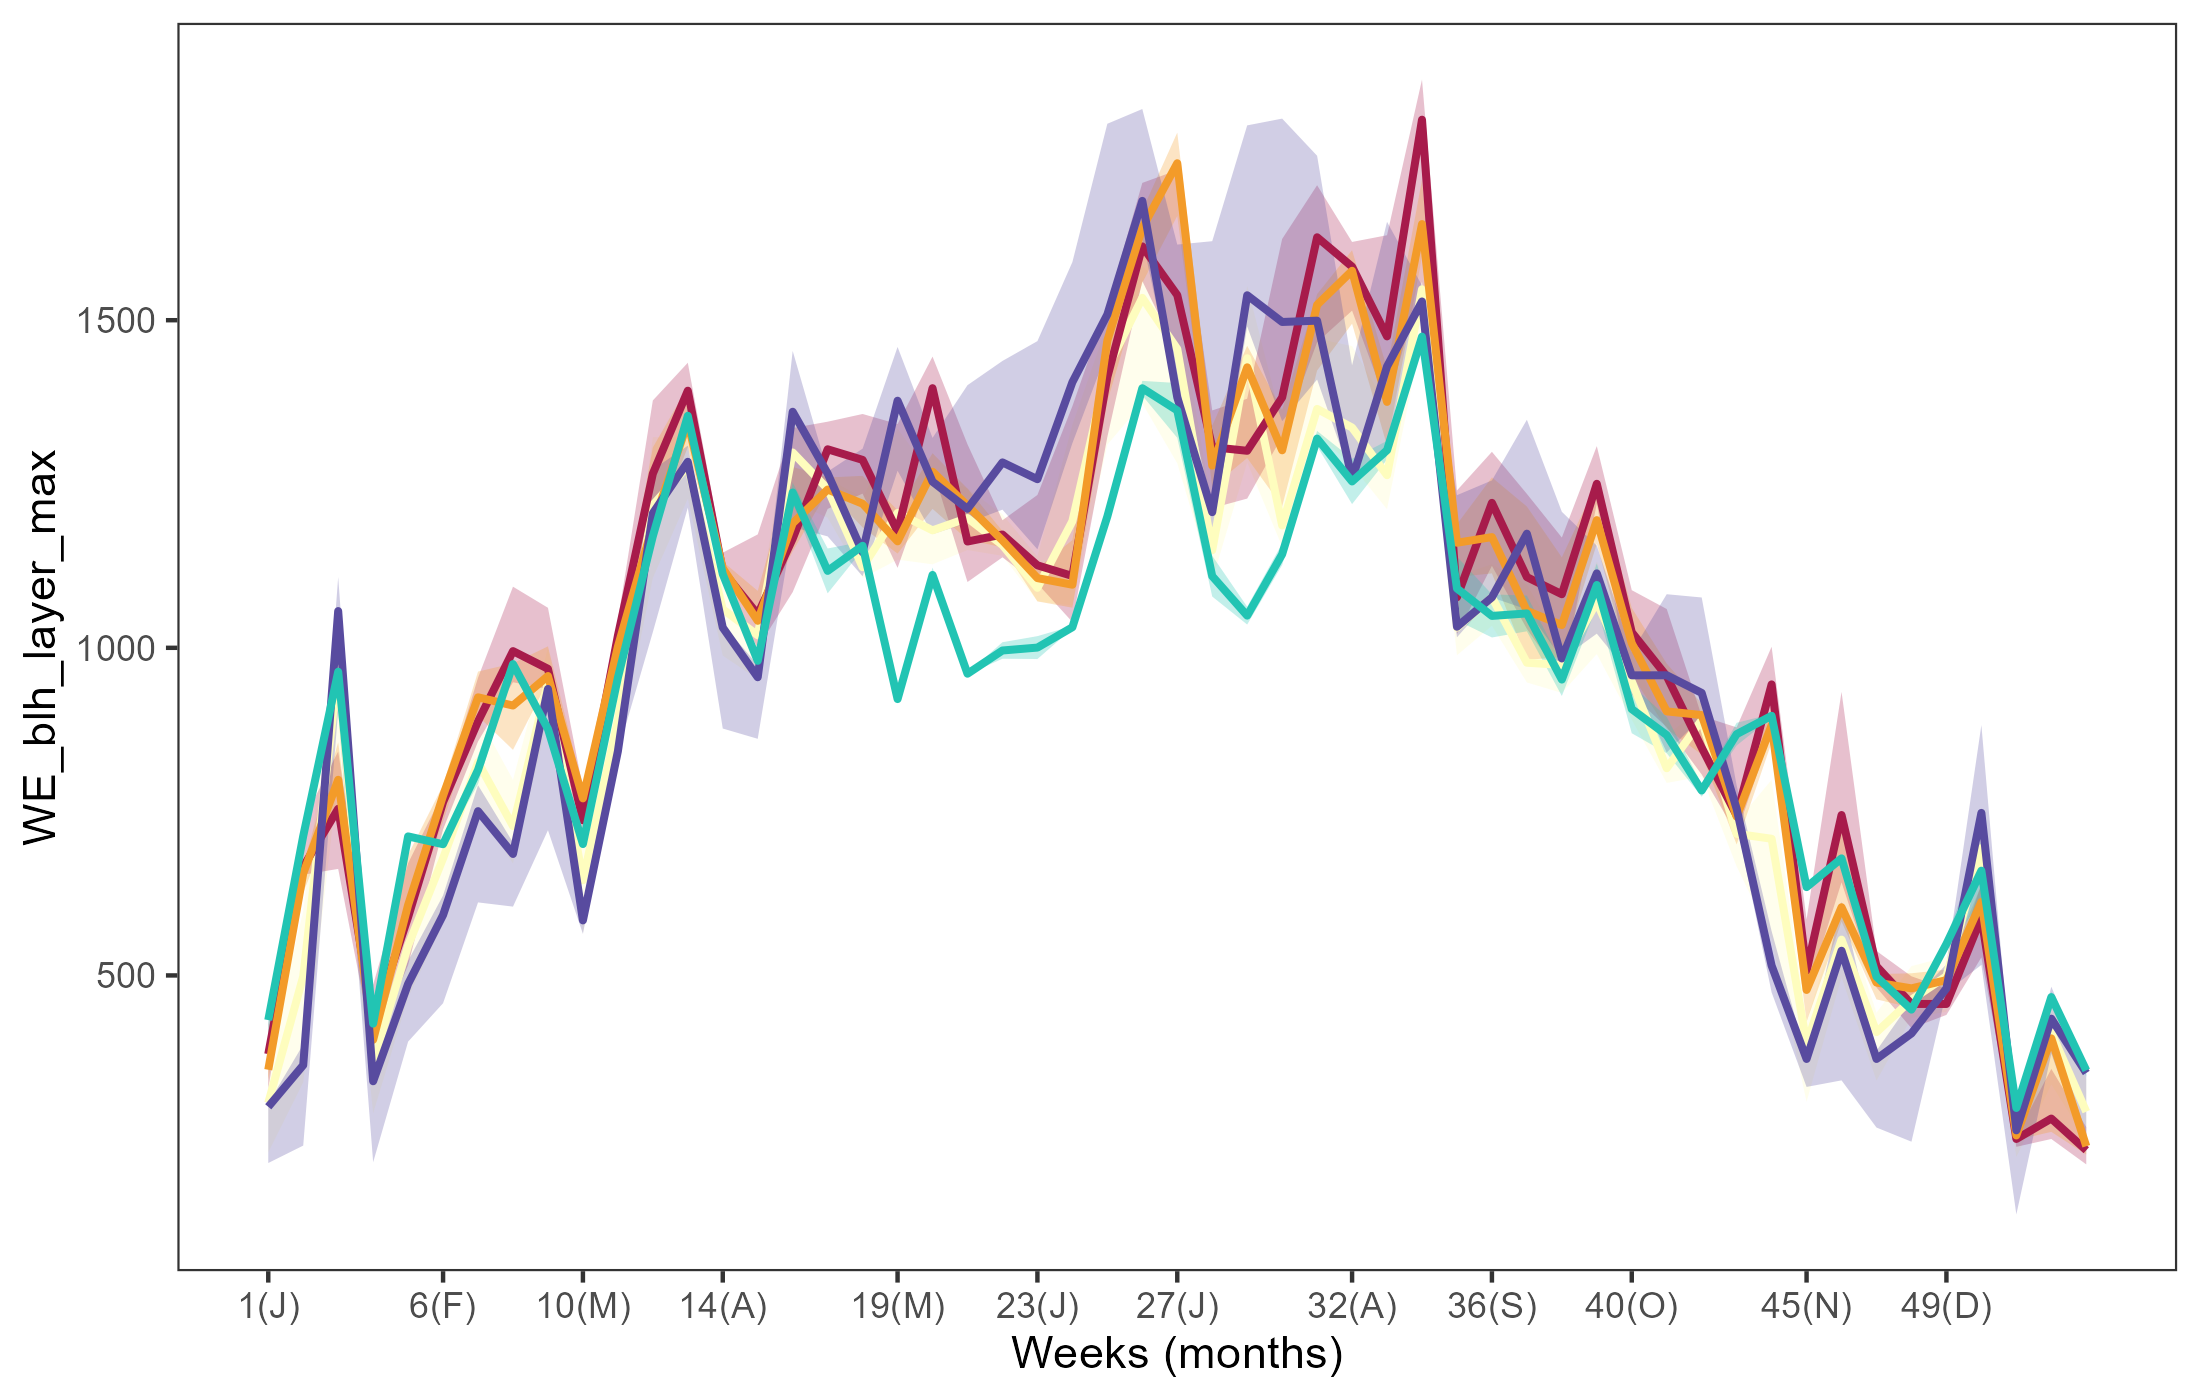 WE_blh_layer_max
1500
1000
500
1(J) 6(F) 10(M) 14(A) 19(M) 23(J) 27(J) 32(A) 36(S) 40(O) 45(N) 49(D)
Weeks (months)